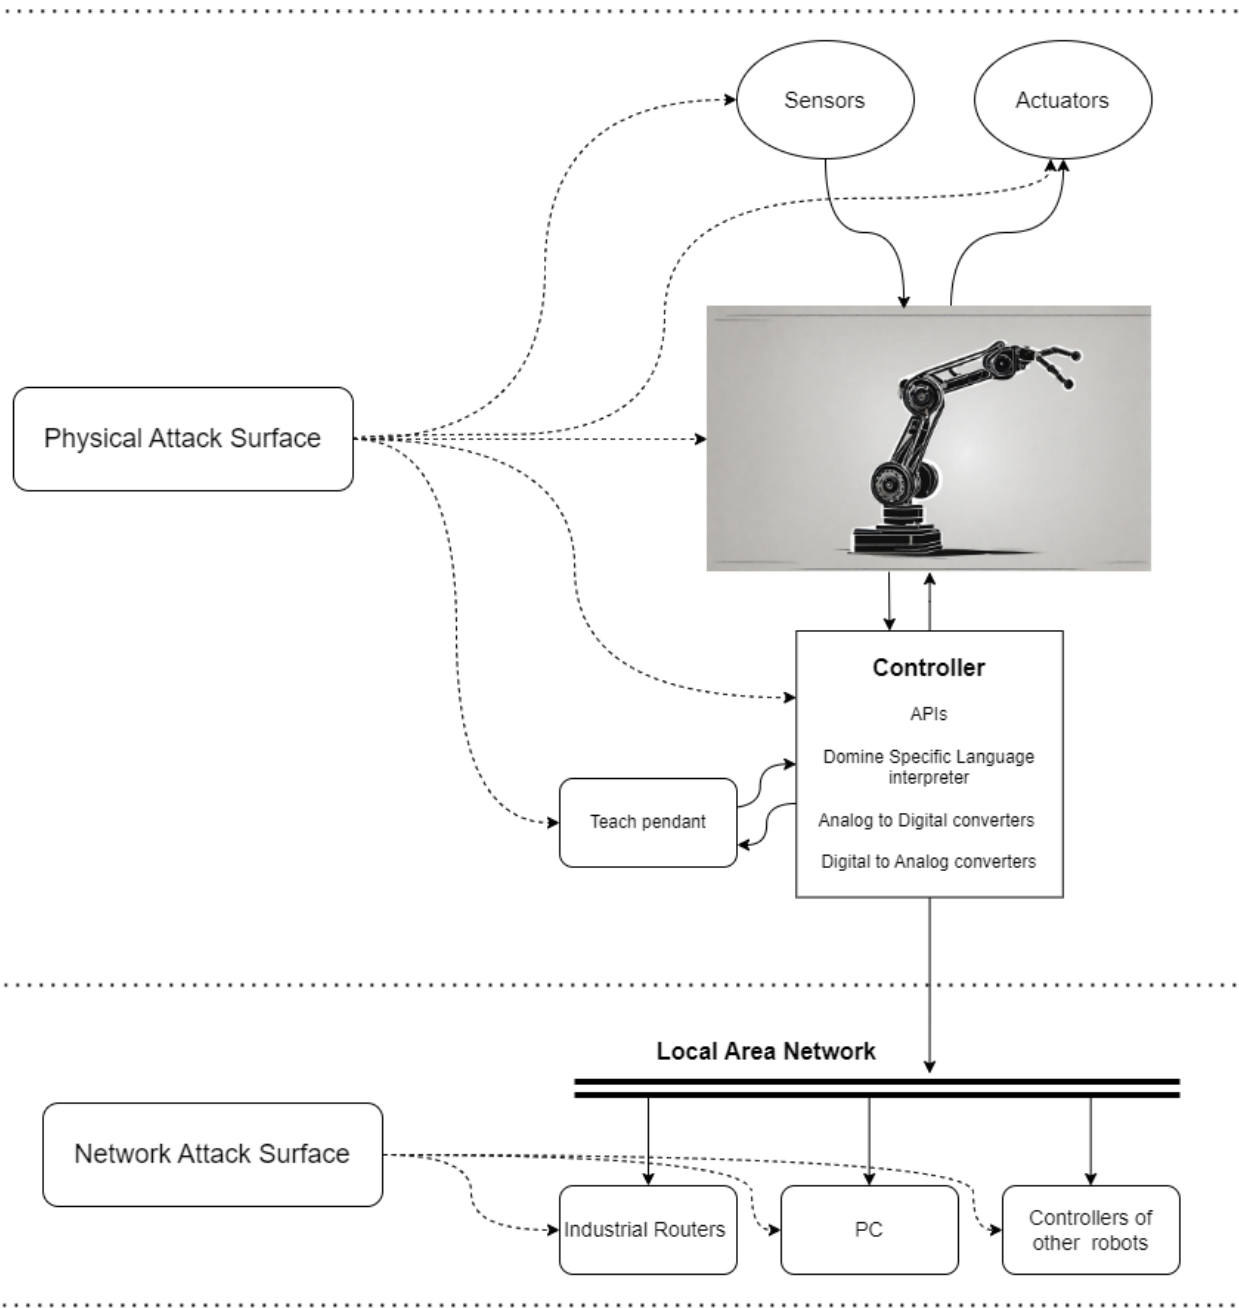 Sensors
Actuators
Physical Attack Surface
Controller
APIs
Domine Specific Language
interpreter
Analog to Digital converters
Digital to Analog converters
Teach pendant
Local Area Network
Network Attack Surface
Industrial Routers
PC
Controllers of
other robots